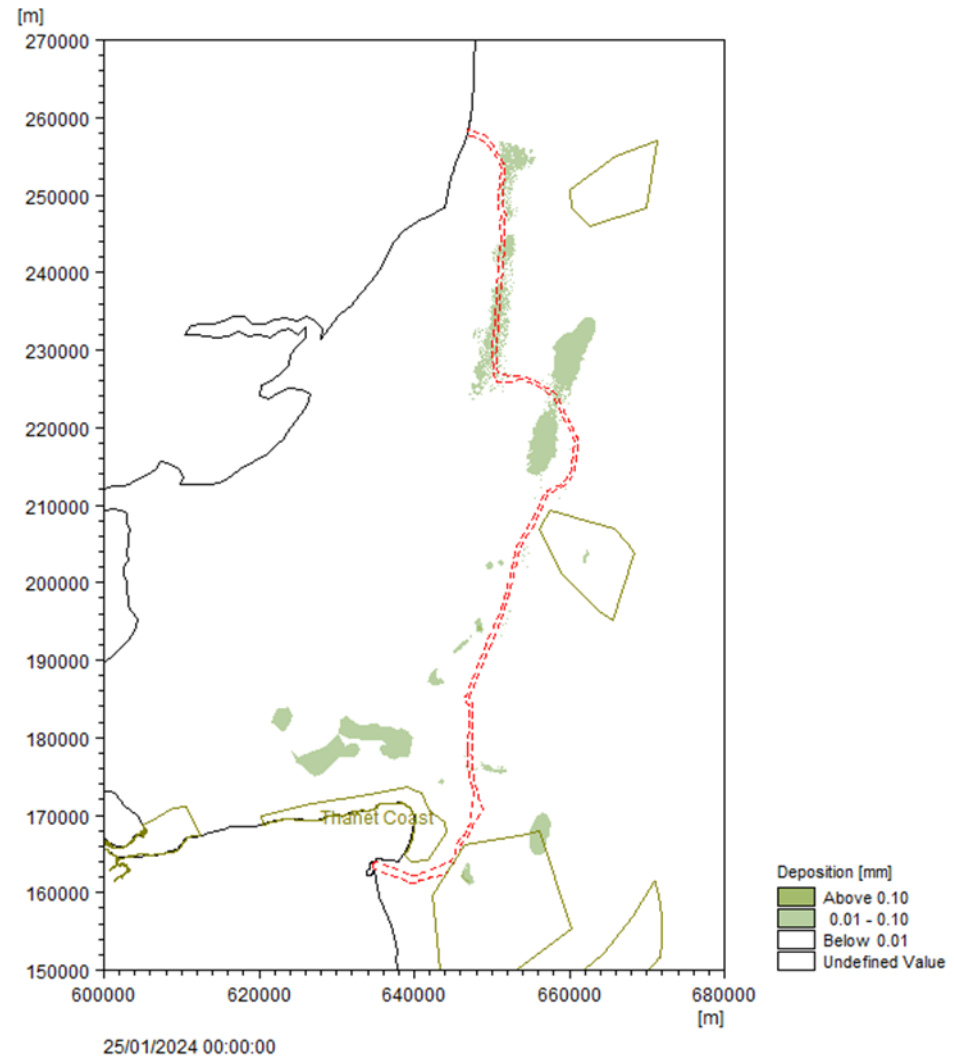 [m]
270000
260000
250000
240000
230000
220000
210000
200000
190000
180000
170000
160000
150000
Thanet Coast
600000 620000 640000 660000 680000
[m]
25/01/2024 00:00:00
Deposition [mm]
Above 0.10
0.01 - 0.10
Below 0.01
Undefined Value